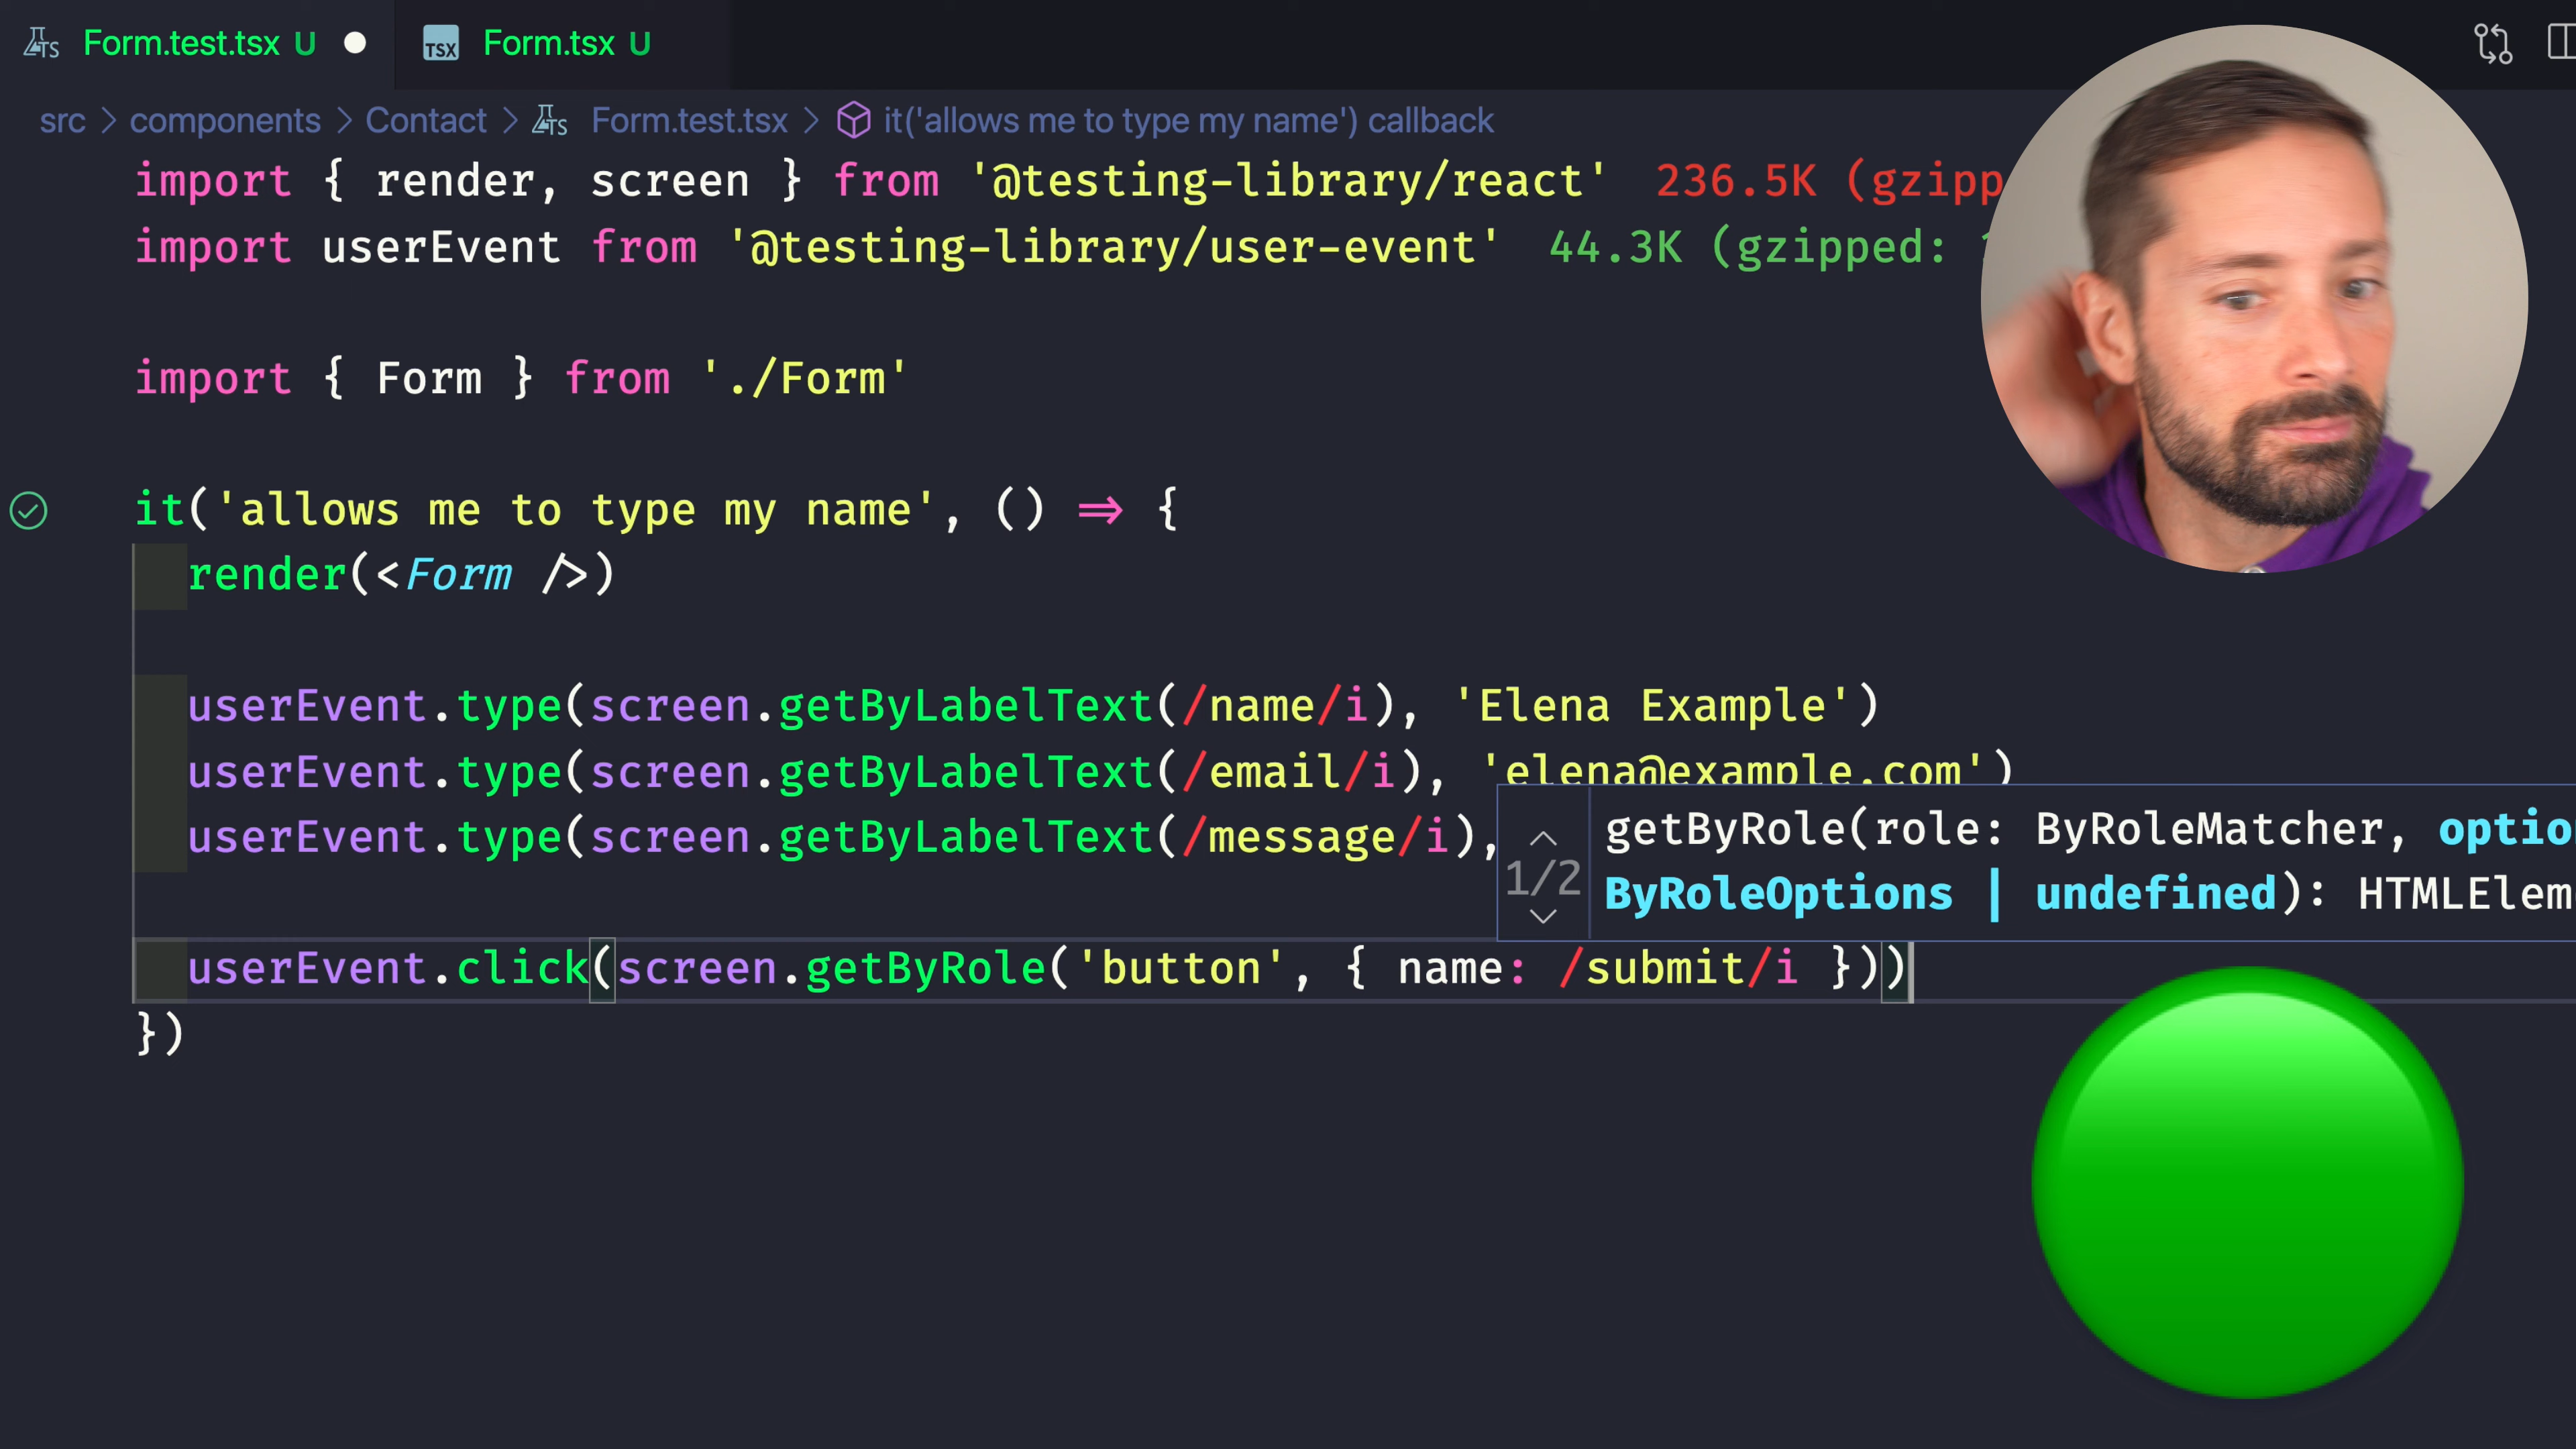 Form.test.tsx U
TSX Form.tsx U
src > components > Contact > TS Form.test.tsx > it('allows me to type my name') callback
import { render, screen } from '@testing-library/react' 236.5K (gzipp
import userEvent from '@testing-library/user-event' 44.3K (gzipped:
import { Form } from './Form'
it('allows me to type my name', () => {
render(<Form />)
userEvent.type(screen.getByLabelText(/name/i), 'Elena Example')
userEvent.type(screen.getByLabelText(/email/i), 'elena@example.com')
userEvent.type(screen.getByLabelText(/message/i),
getByRole(role: ByRoleMatcher, optio
1/2
ByRoleOptions | undefined): HTMLElem
userEvent.click(screen.getByRole('button', { name: /submit/i }))
})